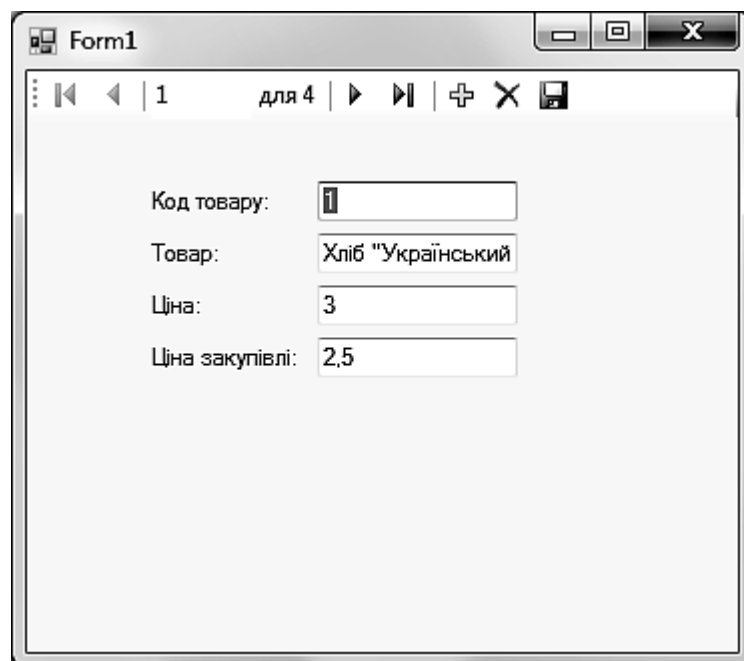 Form1
1 для 4
Код товару: 1
Товар: Хліб "Український
Ціна: 3
Ціна закупівлі: 2,5